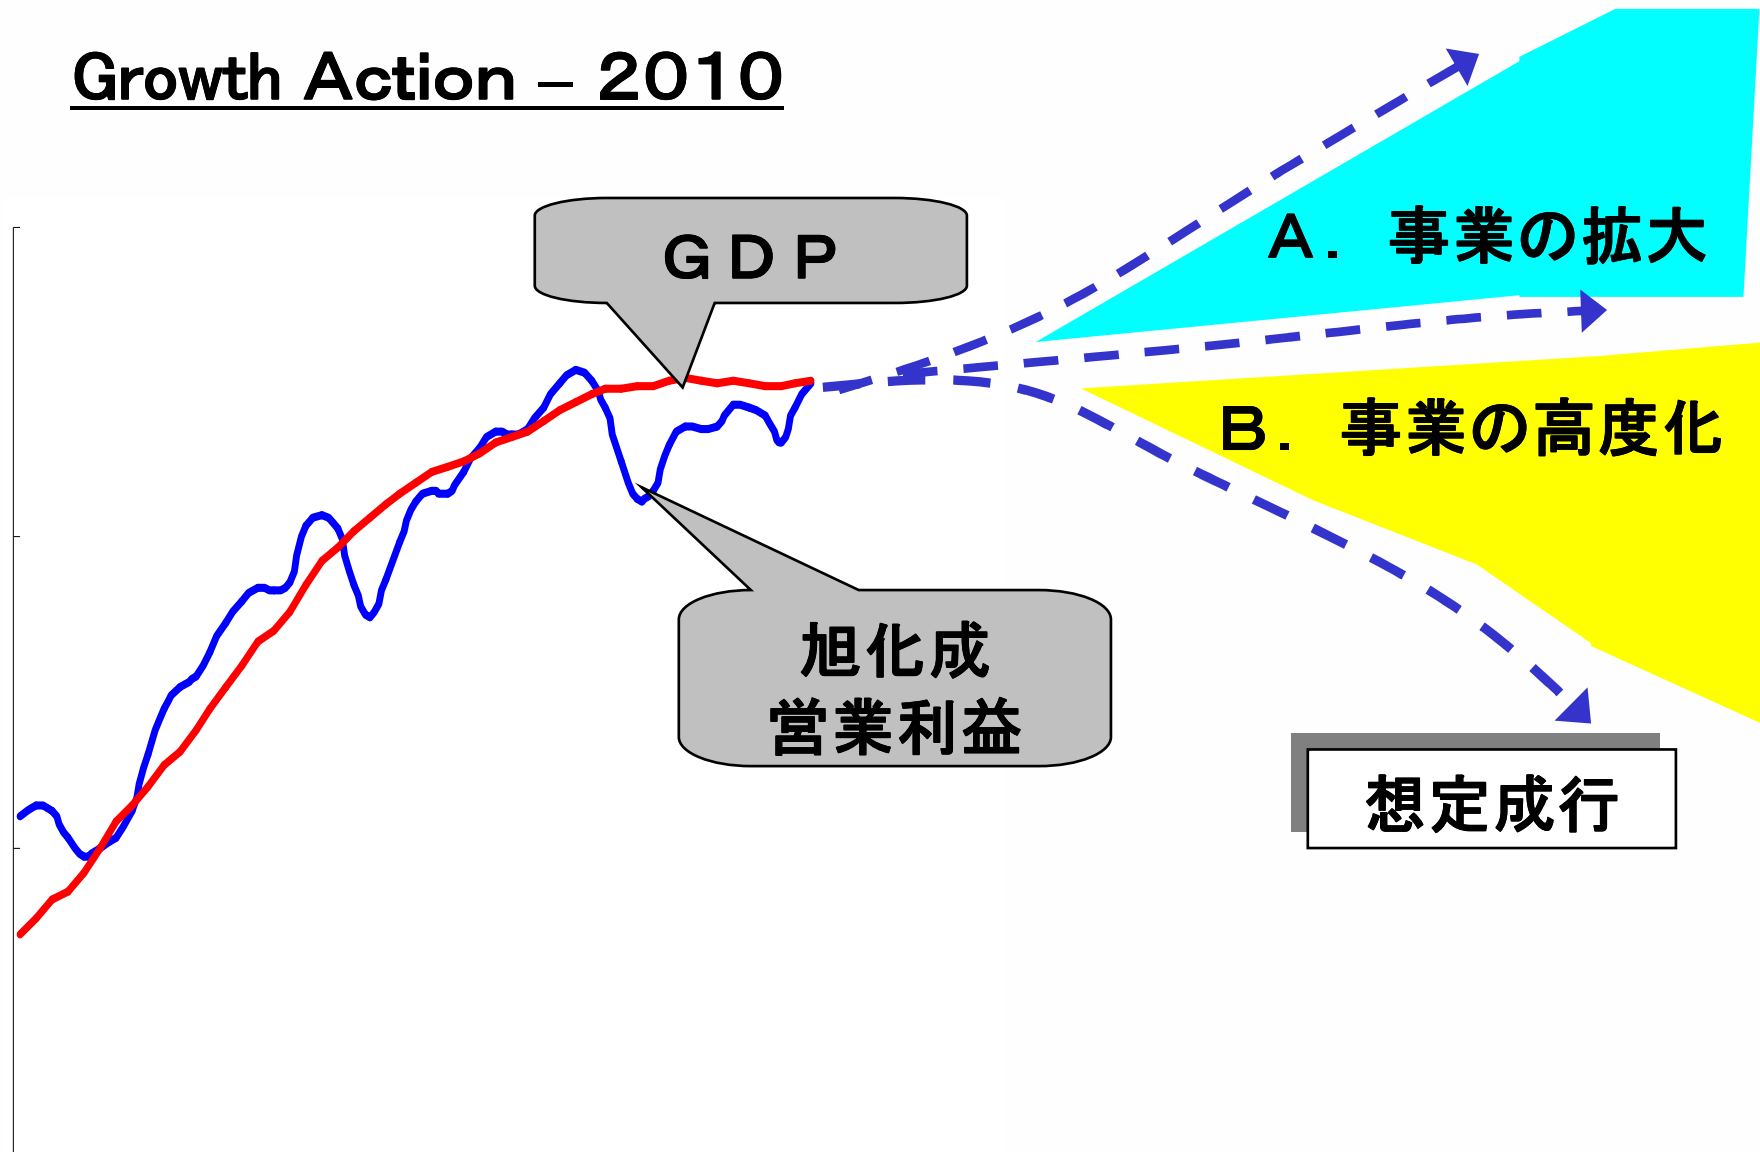 Growth Action – 2010
GDP
A. 事業の拡大
B. 事業の高度化
旭化成
営業利益
想定成行